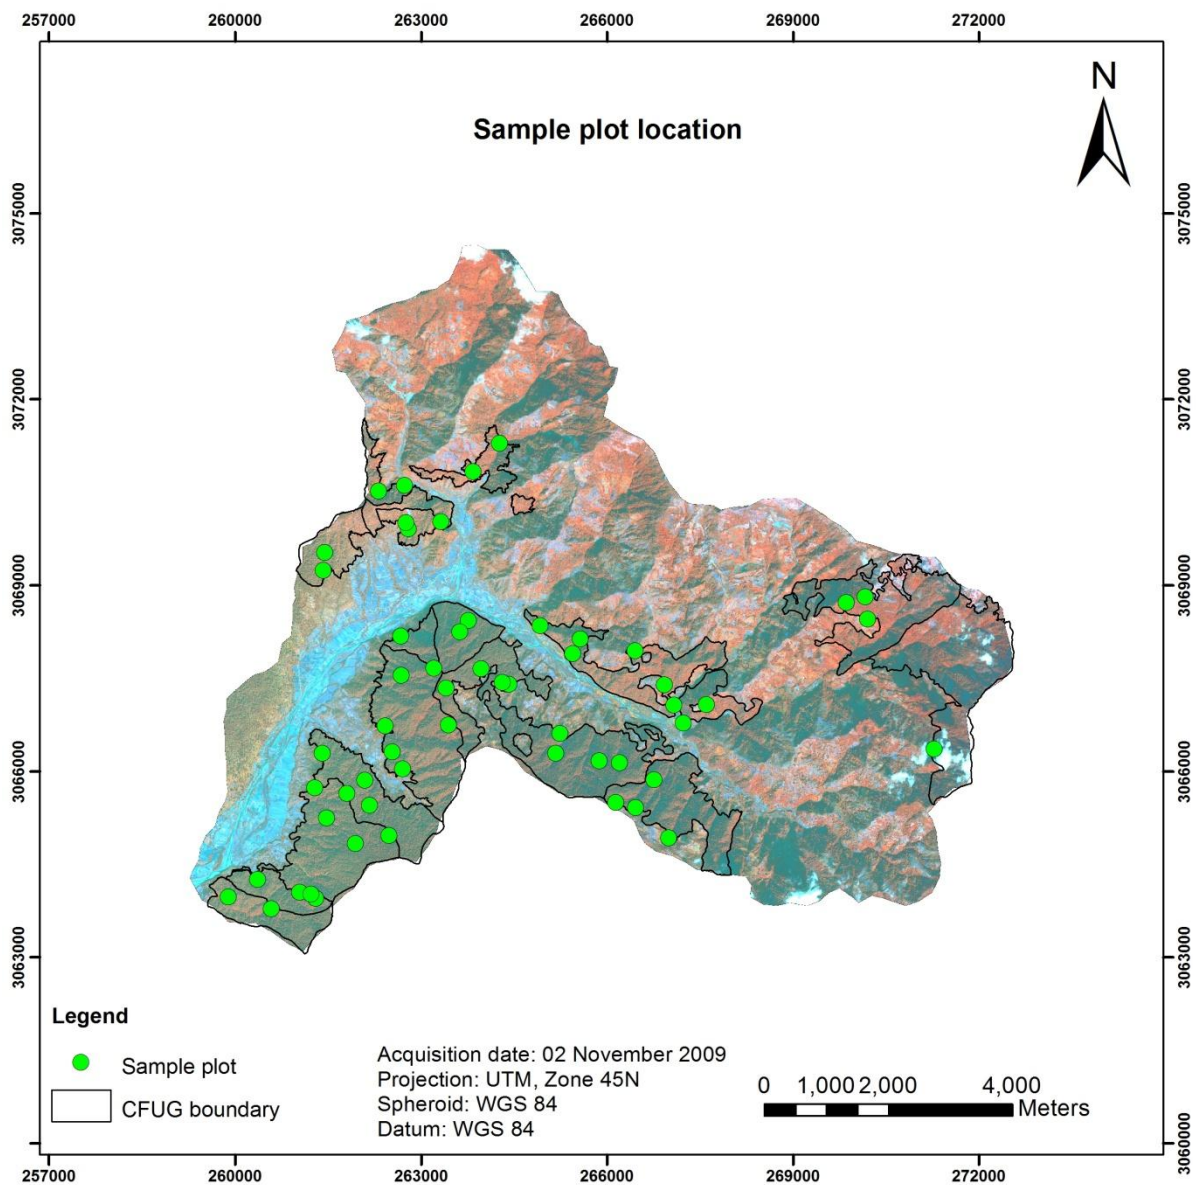 257000 260000 263000 266000 269000 272000
N
Sample plot location
3075000 3075000
3072000 3072000
3069000 3069000
3066000 3066000
3063000 3063000
Legend
Sample plot
CFUG boundary
Acquisition date: 02 November 2009
Projection: UTM, Zone 45N
Spheroid: WGS 84
Datum: WGS 84
0 1,000 2,000 4,000
Meters
3060000
257000 260000 263000 266000 269000 272000